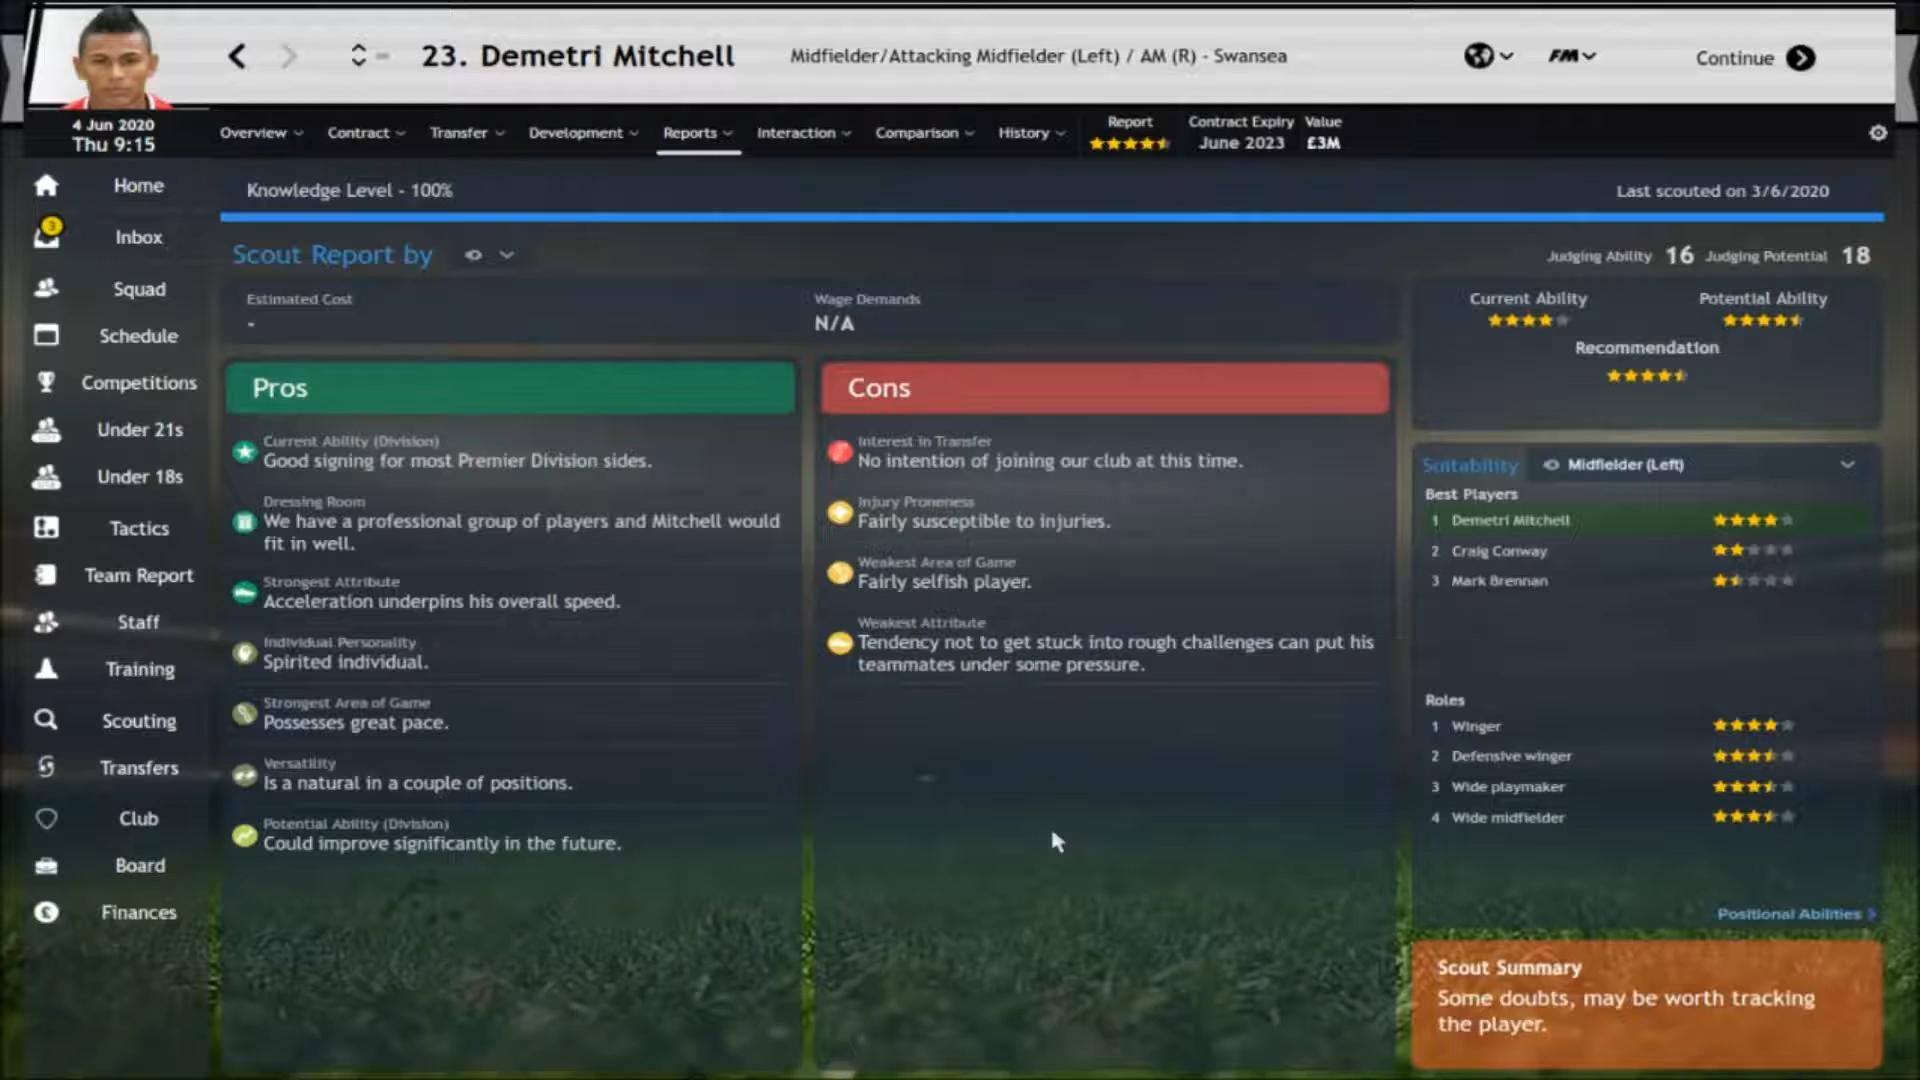 23. Demetri Mitchell
Midfielder/Attacking Midfielder (Left) / AM (R) - Swansea
FM
Continue
4 Jun 2020
Thu 9:15
Overview
Contract
Transfer
Development
Reports
Interaction
Comparison
History
Report
Contract Expiry
June 2023
Value
£3M
Home
3
Inbox
Squad
Schedule
Competitions
Under 21s
Under 18s
Tactics
Team Report
Staff
Training
Scouting
Transfers
Club
Board
Finances
Knowledge Level - 100%
Last scouted on 3/6/2020
Scout Report by
Judging Ability 16 Judging Potential 18
Estimated Cost
-
Wage Demands
N/A
Pros
Current Ability (Division)
Good signing for most Premier Division sides.
Dressing Room
We have a professional group of players and Mitchell would
fit in well.
Strongest Attribute
Acceleration underpins his overall speed.
Individual Personality
Spirited individual.
Strongest Area of Game
Possesses great pace.
Versatility
Is a natural in a couple of positions.
Potential Ability (Division)
Could improve significantly in the future.
Cons
Interest in Transfer
No intention of joining our club at this time.
Injury Proneness
Fairly susceptible to injuries.
Weakest Area of Game
Fairly selfish player.
Weakest Attribute
Tendency not to get stuck into rough challenges can put his
teammates under some pressure.
Current Ability
Potential Ability
Recommendation
Suitability
Midfielder (Left)
Best Players
1 Demetri Mitchell
2 Craig Conway
3 Mark Brennan
Roles
1 Winger
2 Defensive winger
3 Wide playmaker
4 Wide midfielder
Positional Abilities
Scout Summary
Some doubts, may be worth tracking
the player.